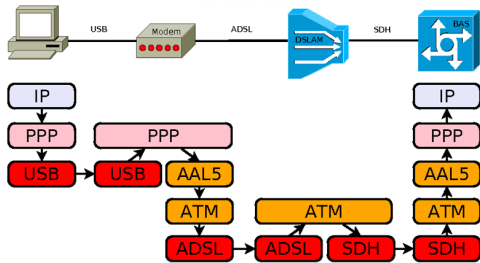 USB Modem ADSL DSLAM SDH BAS
IP IP
PPP PPP PPP
USB USB AAL5 AAL5
ATM ATM ATM
ADSL ADSL SDH SDH